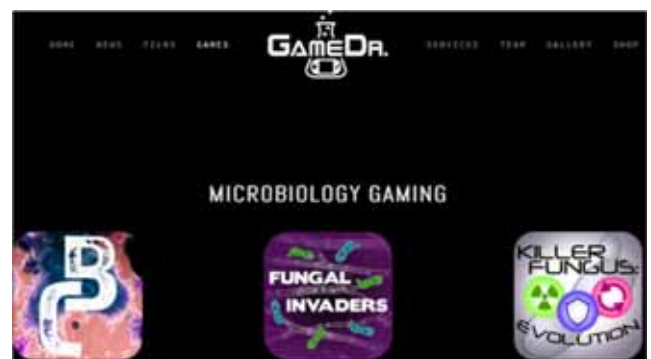 HOME NEWS FILMS GAMES
GAMEDR.
SERVICES TEAM GALLERY SHOP
MICROBIOLOGY GAMING
FUNGAL
INVADERS
KILLER
FUNGUS:
EVOLUTION